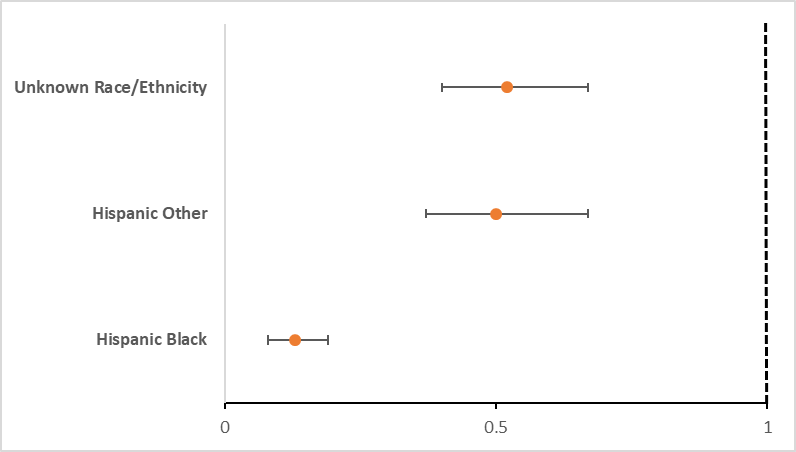 Unknown Race/Ethnicity
Hispanic Other
Hispanic Black
0
0.5
1